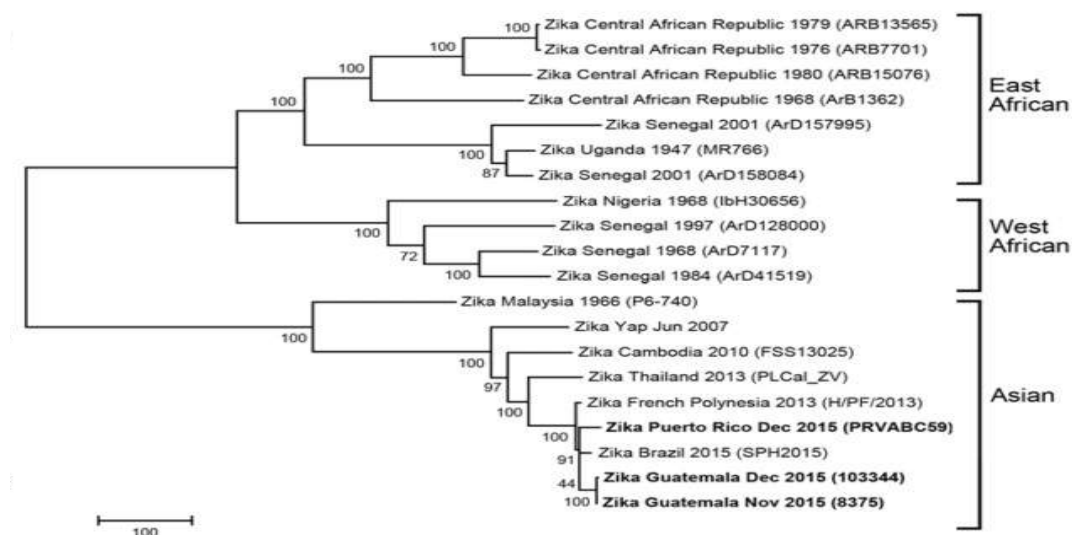 Zika Central African Republic 1979 (ARB13565)
100
Zika Central African Republic 1976 (ARB7701)
100
Zika Central African Republic 1980 (ARB15076)
100
Zika Central African Republic 1968 (ArB1362)
100
East
African
Zika Senegal 2001 (ArD157995)
100
Zika Uganda 1947 (MR766)
87
Zika Senegal 2001 (ArD158084)
Zika Nigeria 1968 (IbH30656)
100
Zika Senegal 1997 (ArD128000)
72
West
African
Zika Senegal 1968 (ArD7117)
100
Zika Senegal 1984 (ArD41519)
Zika Malaysia 1966 (P6-740)
100
Zika Yap Jun 2007
100
Zika Cambodia 2010 (FSS13025)
97
Zika Thailand 2013 (PLCal_ZV)
100
Asian
Zika French Polynesia 2013 (H/PF/2013)
100
Zika Puerto Rico Dec 2015 (PRVABC59)
91
Zika Brazil 2015 (SPH2015)
44
Zika Guatemala Dec 2015 (103344)
100
Zika Guatemala Nov 2015 (8375)
100